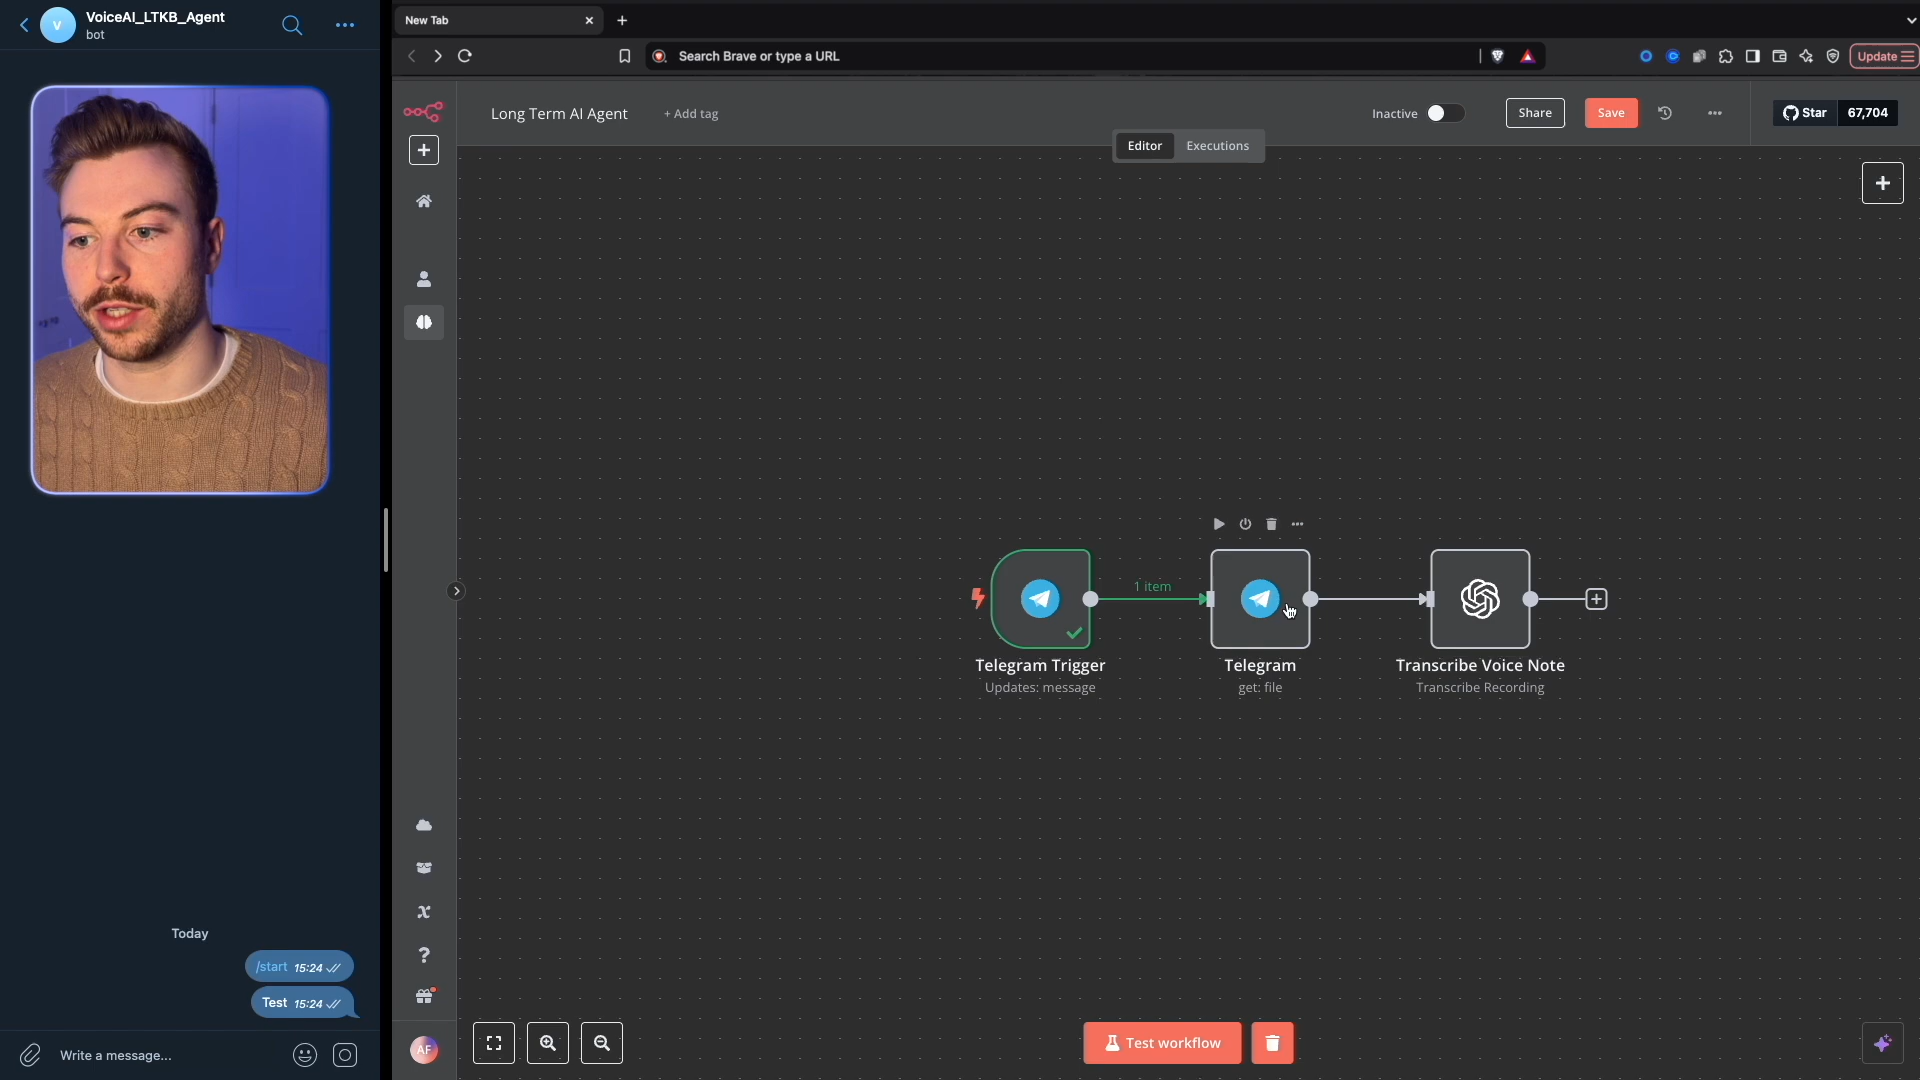 VoiceAI_LTKB_Agent
bot
V
Today
/start 15:24
Test 15:24
Write a message...
New Tab
Search Brave or type a URL
Update
Long Term AI Agent
+ Add tag
Inactive
Share
Save
Star 67,704
Editor
Executions
1 item
Telegram Trigger
Updates: message
Telegram
get: file
Transcribe Voice Note
Transcribe Recording
AF
Test workflow